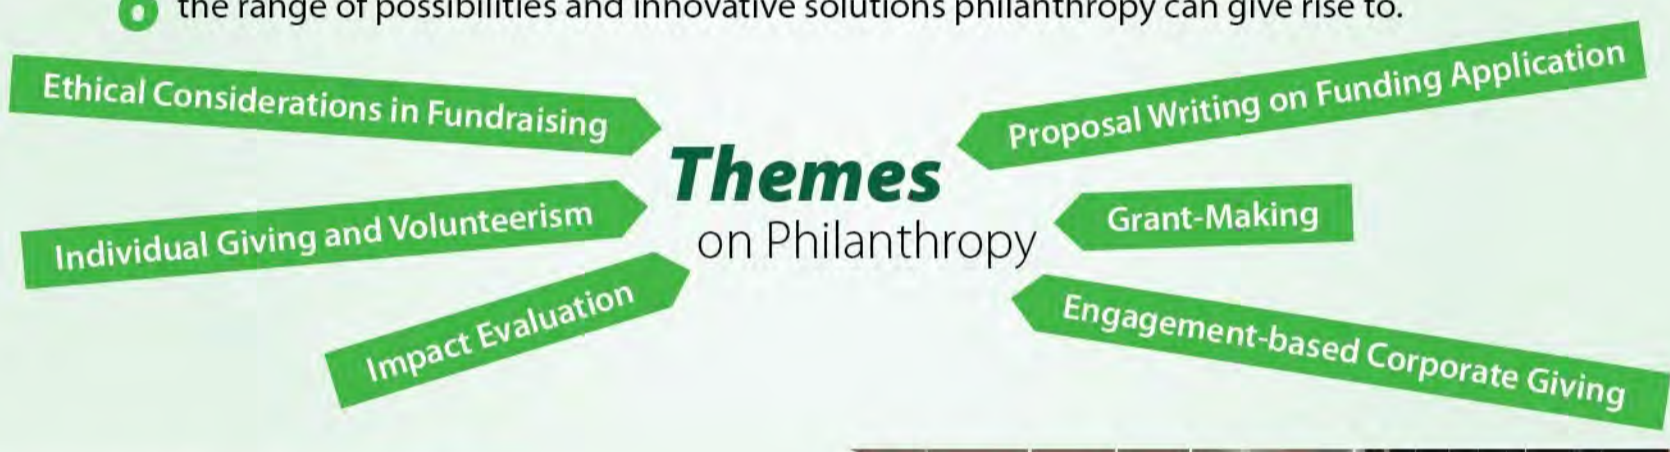 the range of possibilities and innovative solutions philanthropy can give rise to.
Ethical Considerations in Fundraising
Individual Giving and Volunteerism
Impact Evaluation
Themes
on Philanthropy
Proposal Writing on Funding Application
Grant-Making
Engagement-based Corporate Giving